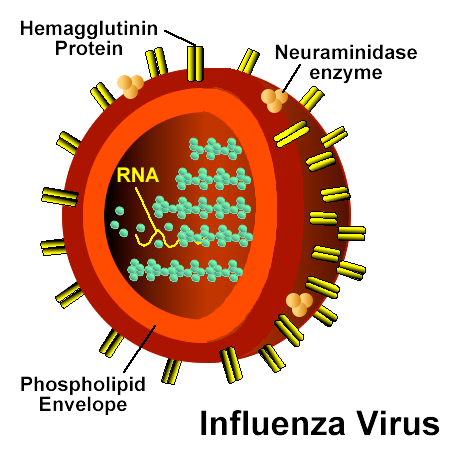 Hemagglutinin
Protein
Neuraminidase
enzyme
RNA
Phospholipid
Envelope
Influenza Virus